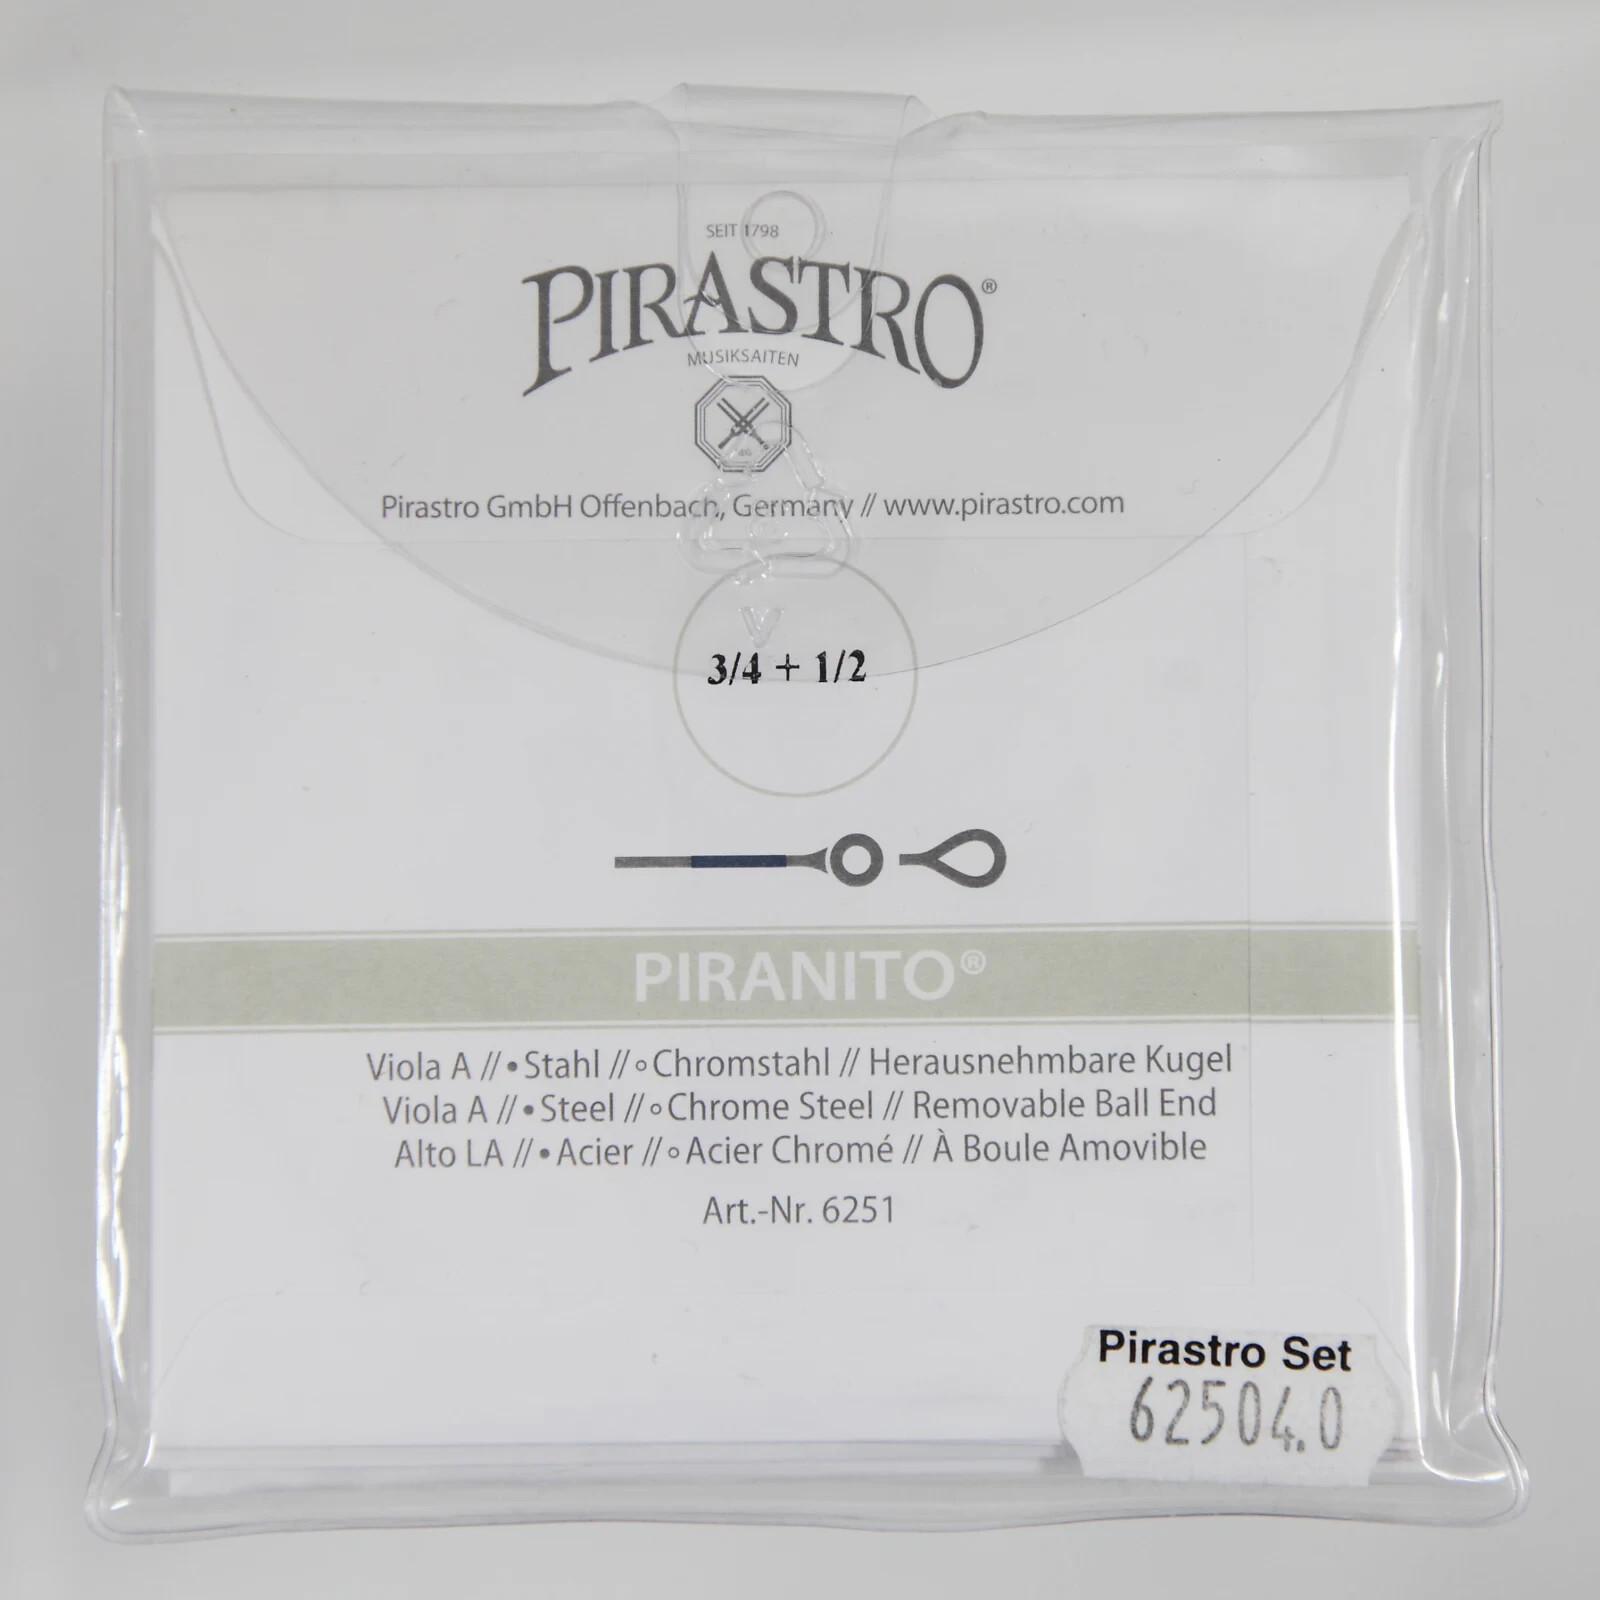 SEIT 1798
PIRASTRO®
MUSIKSAITEN
Pirastro GmbH Offenbach, Germany // www.pirastro.com
3/4 + 1/2
PIRANITO®
Viola A // • Stahl // ∘ Chromstahl // Herausnehmbare Kugel
Viola A // • Steel // ∘ Chrome Steel // Removable Ball End
Alto LA // • Acier // ∘ Acier Chromé // À Boule Amovible
Art.-Nr. 6251
Pirastro Set
62504.0